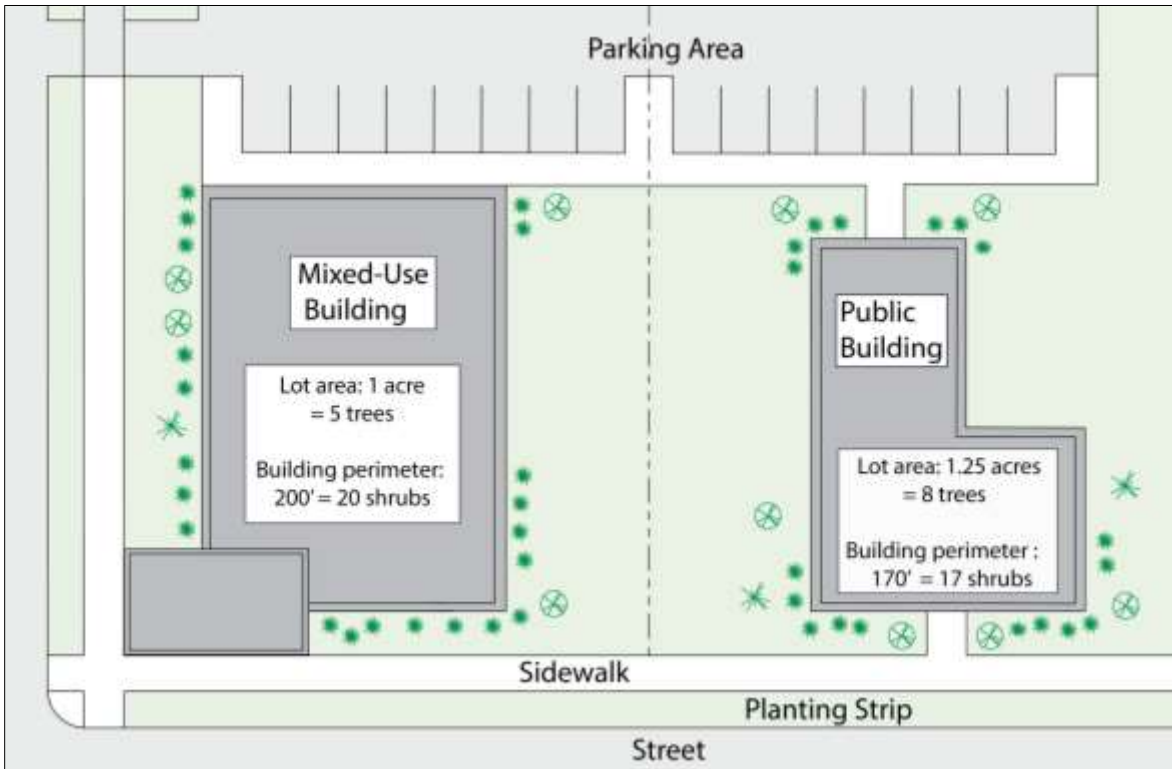 Parking Area
Mixed-Use
Building
Lot area: 1 acre
= 5 trees
Building perimeter:
200' = 20 shrubs
Public
Building
Lot area: 1.25 acres
= 8 trees
Building perimeter :
170' = 17 shrubs
Sidewalk
Planting Strip
Street